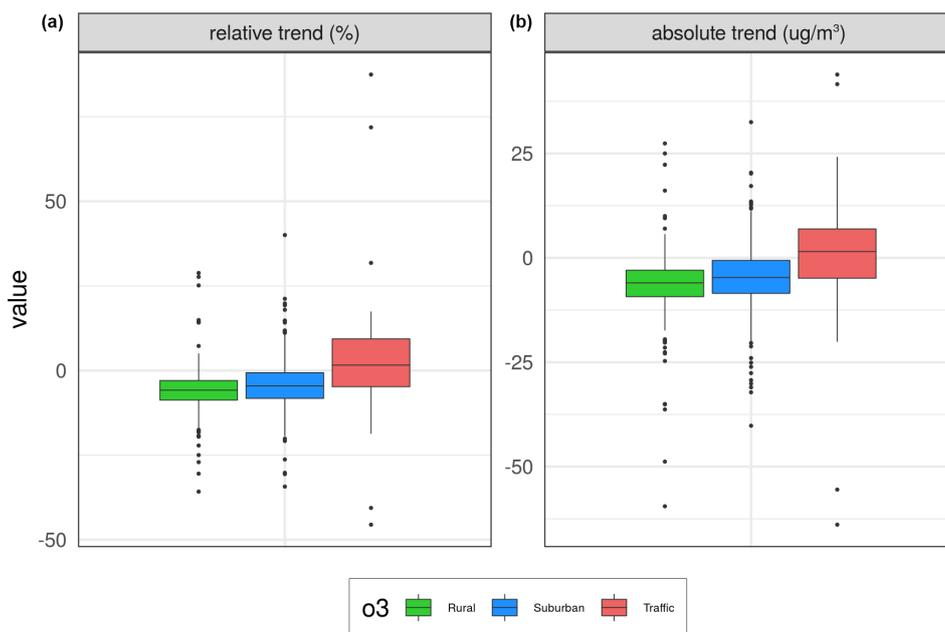 (a)
relative trend (%)
(b)
absolute trend (ug/m³)
value
50
0
-50
25
0
-25
-50
o3 Rural Suburban Traffic